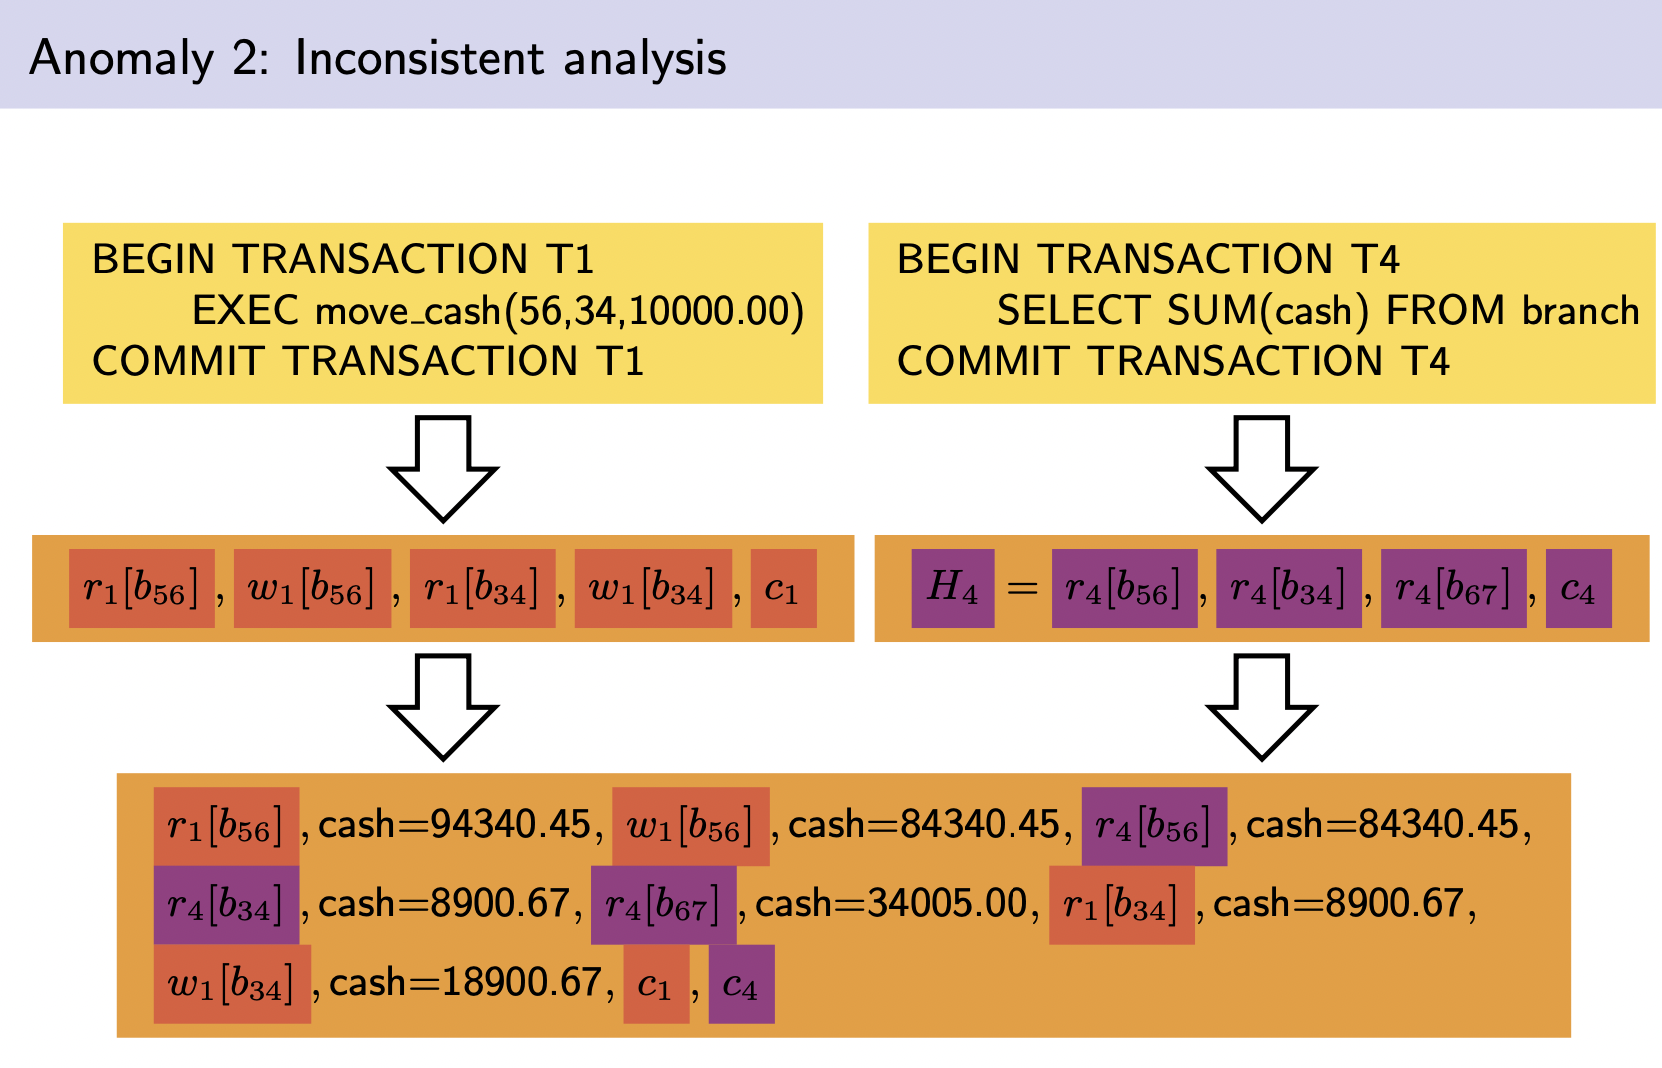 Anomaly 2: Inconsistent analysis
BEGIN TRANSACTION T1
EXEC move_cash(56,34,10000.00)
COMMIT TRANSACTION T1
BEGIN TRANSACTION T4
SELECT SUM(cash) FROM branch
COMMIT TRANSACTION T4
r₁[b₅₆], w₁[b₅₆], r₁[b₃₄], w₁[b₃₄], c₁
H₄ = r₄[b₅₆], r₄[b₃₄], r₄[b₆₇], c₄
r₁[b₅₆], cash=94340.45, w₁[b₅₆], cash=84340.45, r₄[b₅₆], cash=84340.45,
r₄[b₃₄], cash=8900.67, r₄[b₆₇], cash=34005.00, r₁[b₃₄], cash=8900.67,
w₁[b₃₄], cash=18900.67, c₁, c₄